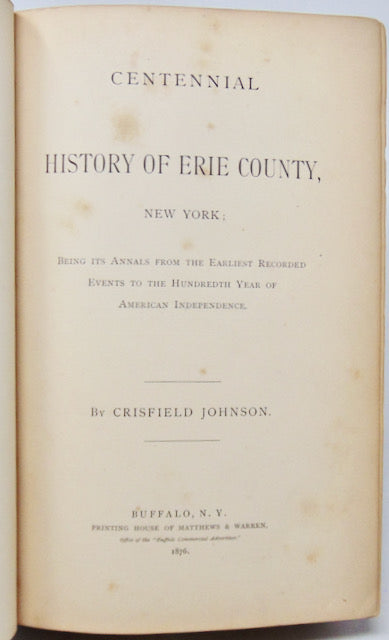 CENTENNIAL
HISTORY OF ERIE COUNTY,
NEW YORK;
BEING ITS ANNALS FROM THE EARLIEST RECORDED
EVENTS TO THE HUNDREDTH YEAR OF
AMERICAN INDEPENDENCE.
BY CRISFIELD JOHNSON.
BUFFALO, N. Y.
PRINTING HOUSE OF MATTHEWS & WARREN,
Office of the "Buffalo Commercial Advertiser."
1876.